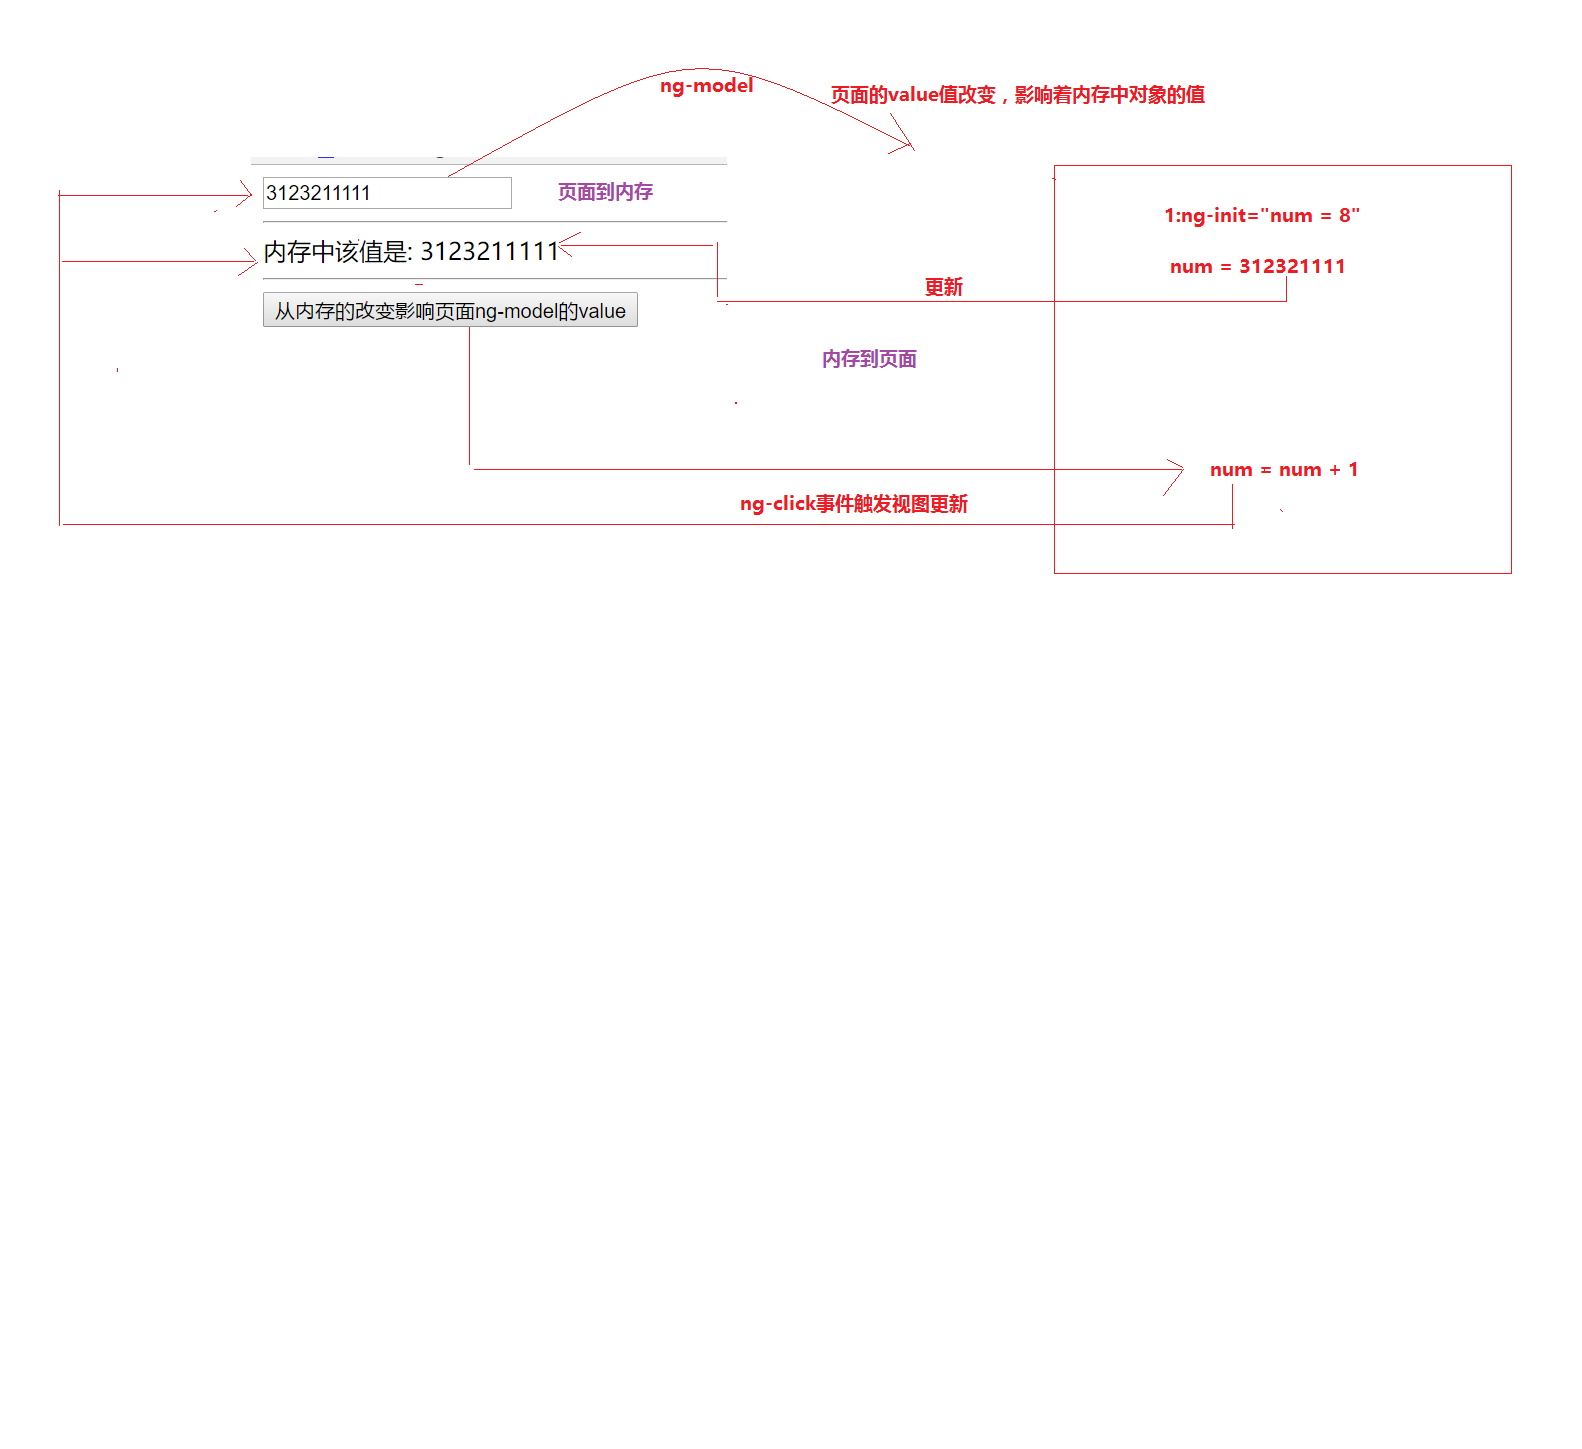 ng-model
页面的value值改变，影响着内存中对象的值
3123211111
页面到内存
1:ng-init="num = 8"
内存中该值是: 3123211111
num = 312321111
更新
从内存的改变影响页面ng-model的value
内存到页面
num = num + 1
ng-click事件触发视图更新